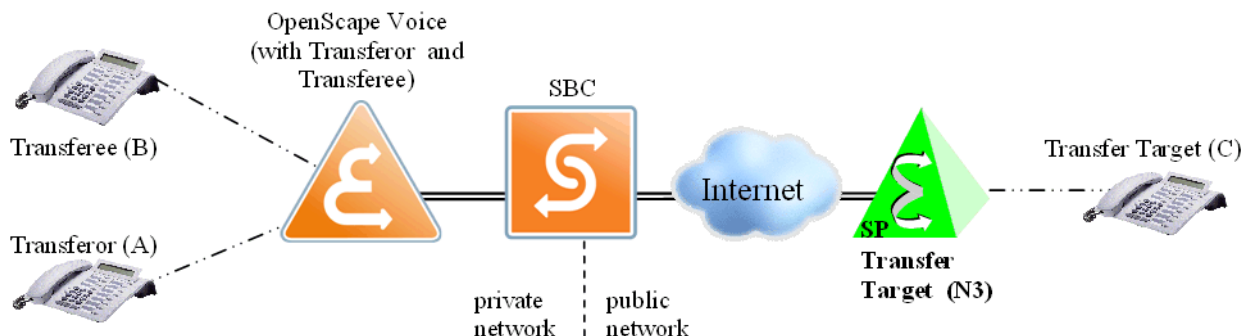 OpenScape Voice
(with Transferor and
Transferee)
SBC
Transferee (B)
Transfer Target (C)
Internet
Transferor (A)
SP
Transfer
Target (N3)
private
network
public
network